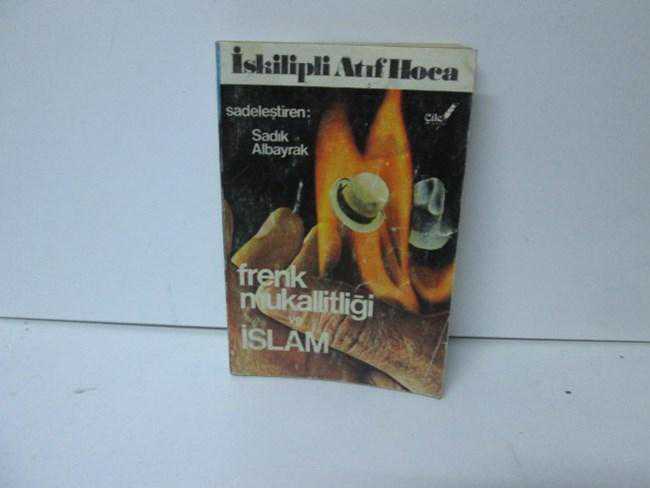 İskilipli Atıf Hoca
sadeleştiren:
Sadık
Albayrak
Çile
frenk
mukallitliği
ve
İSLAM